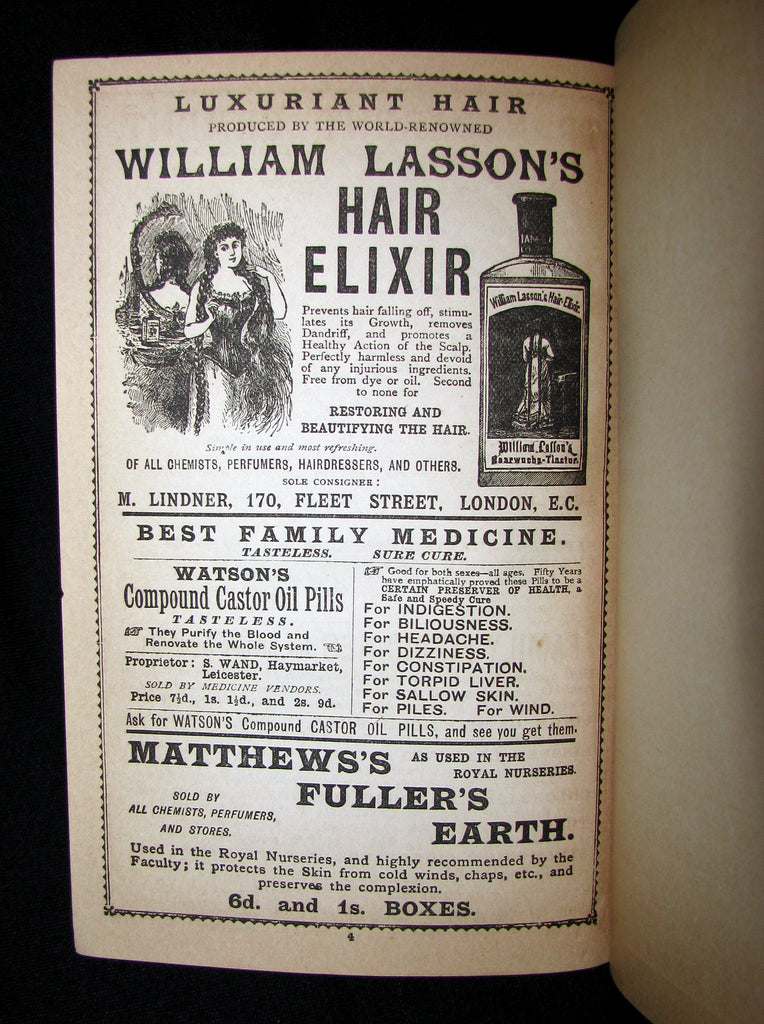 LUXURIANT HAIR
PRODUCED BY THE WORLD-RENOWNED
WILLIAM LASSON'S
HAIR
ELIXIR
Prevents hair falling off, stimu-
lates its Growth, removes
Dandriff, and promotes a
Healthy Action of the Scalp.
Perfectly harmless and devoid
of any injurious ingredients.
Free from dye or oil. Second
to none for
RESTORING AND
BEAUTIFYING THE HAIR.
William Lasson's Hair-Elixir.
William Lasson's
Haarwuchs-Tinctur.
Simple in use and most refreshing.
OF ALL CHEMISTS, PERFUMERS, HAIRDRESSERS, AND OTHERS.
SOLE CONSIGNEE:
M. LINDNER, 170, FLEET STREET, LONDON, E.C.
BEST FAMILY MEDICINE.
TASTELESS. SURE CURE.
WATSON'S
Compound Castor Oil Pills
TASTELESS.
☞ They Purify the Blood and
Renovate the Whole System. ☜
Proprietor: S. WAND, Haymarket,
Leicester.
SOLD BY MEDICINE VENDORS.
Price 7½d., 1s. 1½d., and 2s. 9d.
☞ Good for both sexes—all ages. Fifty Years
have emphatically proved these Pills to be a
CERTAIN PRESERVER OF HEALTH, a
Safe and Speedy Cure
For INDIGESTION.
For BILIOUSNESS.
For HEADACHE.
For DIZZINESS.
For CONSTIPATION.
For TORPID LIVER.
For SALLOW SKIN.
For PILES. For WIND.
Ask for WATSON'S Compound CASTOR OIL PILLS, and see you get them.
MATTHEWS'S
AS USED IN THE
ROYAL NURSERIES.
SOLD BY
ALL CHEMISTS, PERFUMERS,
AND STORES.
FULLER'S
EARTH.
Used in the Royal Nurseries, and highly recommended by the
Faculty; it protects the Skin from cold winds, chaps, etc., and
preserves the complexion.
6d. and 1s. BOXES.
4